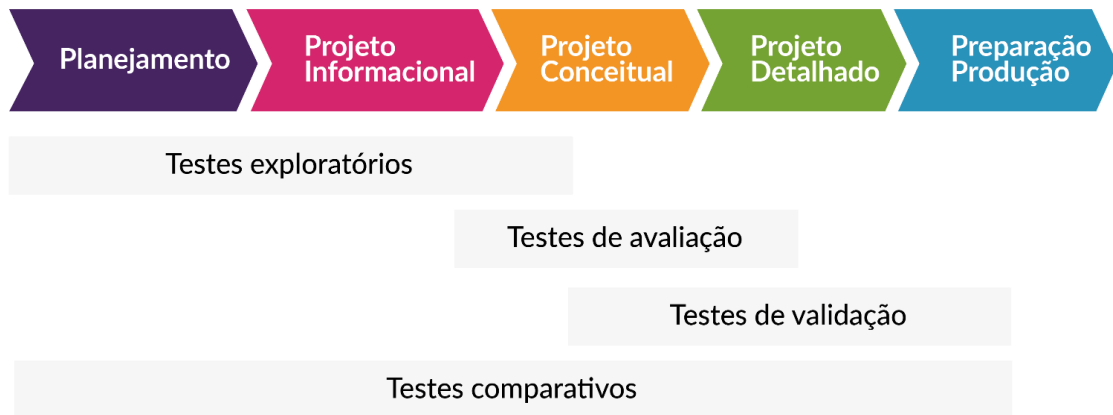 Planejamento
Projeto
Informacional
Projeto
Conceitual
Projeto
Detalhado
Preparação
Produção
Testes exploratórios
Testes de avaliação
Testes de validação
Testes comparativos